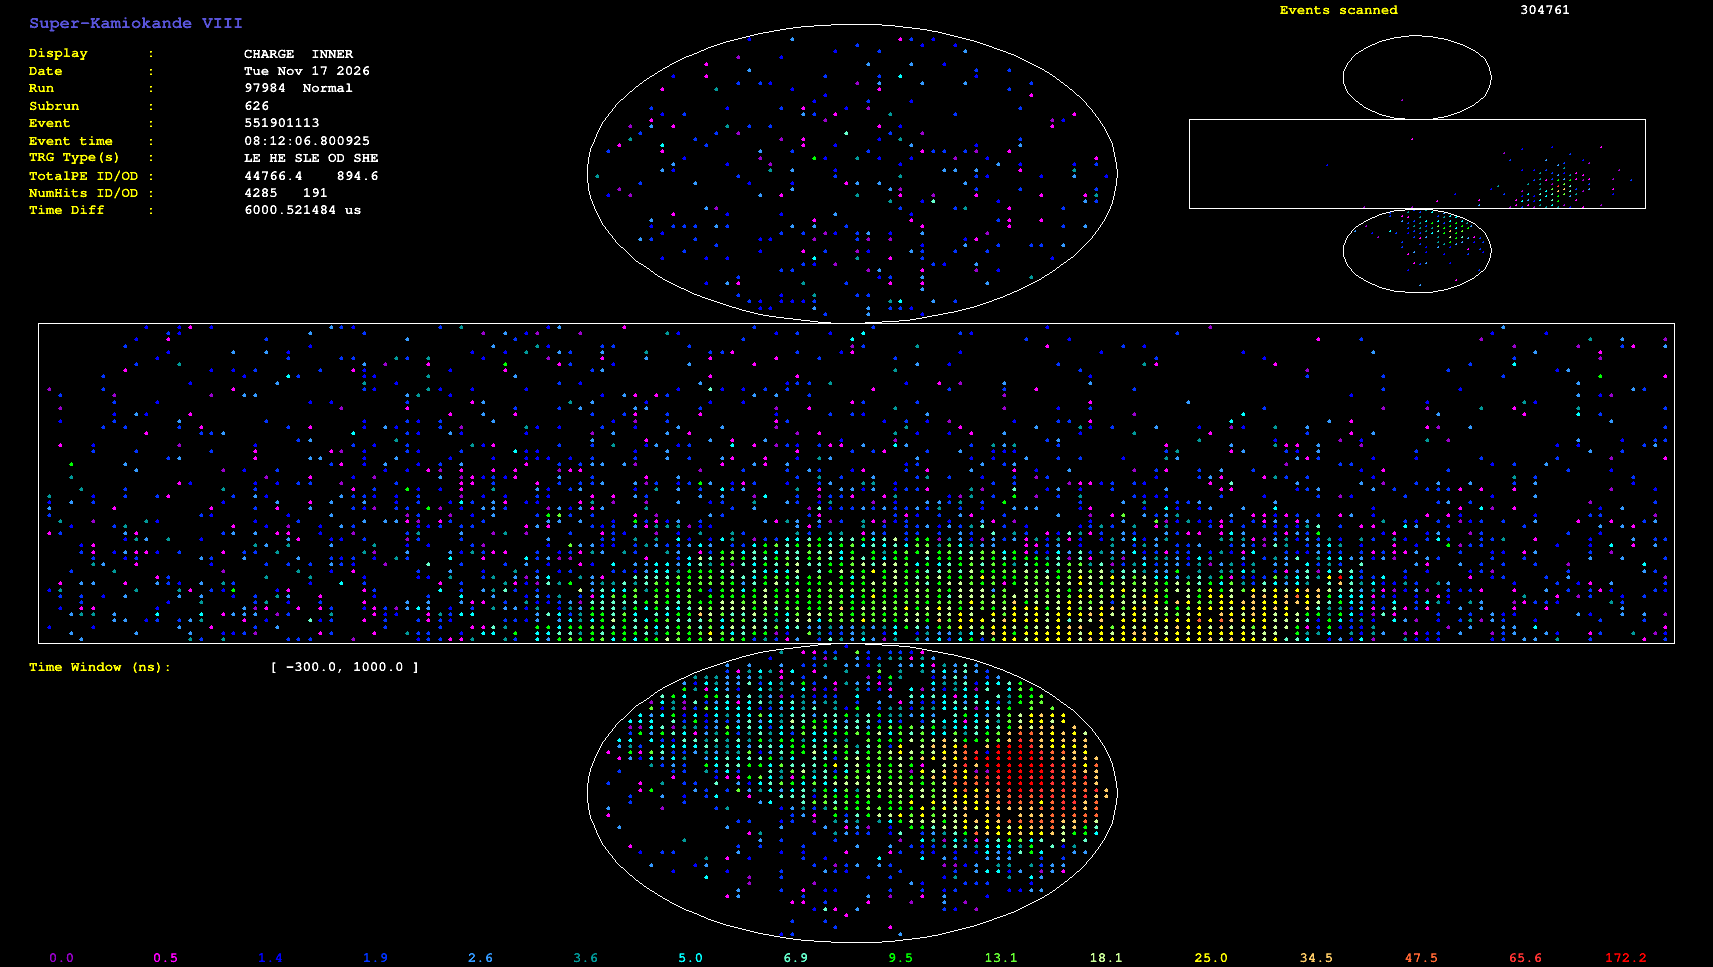 Super-Kamiokande VIII
Events scanned 304761
Display : CHARGE INNER
Date : Tue Nov 17 2026
Run : 97984 Normal
Subrun : 626
Event : 551901113
Event time : 08:12:06.800925
TRG Type(s) : LE HE SLE OD SHE
TotalPE ID/OD : 44766.4 894.6
NumHits ID/OD : 4285 191
Time Diff : 6000.521484 us
Time Window (ns): [ -300.0, 1000.0 ]
0.0 0.5 1.4 1.9 2.6 3.6 5.0 6.9 9.5 13.1 18.1 25.0 34.5 47.5 65.6 172.2